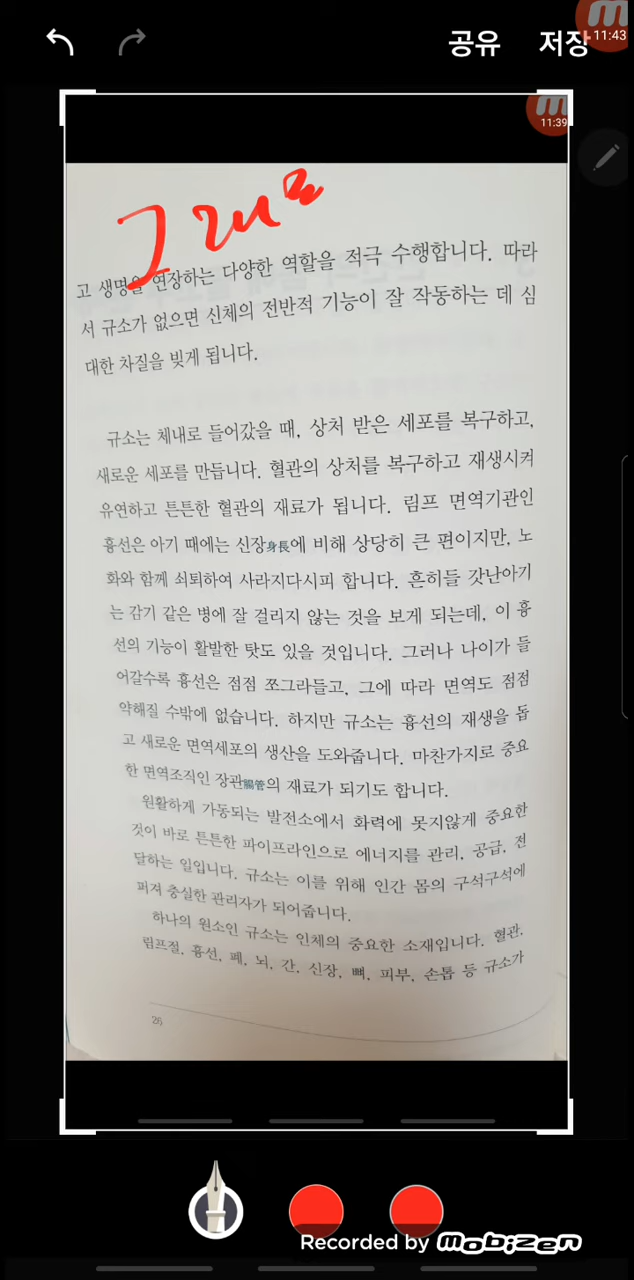 11:43
공유 저장
11:39
그래로
고 생명을 연장하는 다양한 역할을 적극 수행합니다. 따라
서 규소가 없으면 신체의 전반적 기능이 잘 작동하는 데 심
대한 차질을 빚게 됩니다.
규소는 체내로 들어갔을 때, 상처 받은 세포를 복구하고,
새로운 세포를 만듭니다. 혈관의 상처를 복구하고 재생시켜
유연하고 튼튼한 혈관의 재료가 됩니다. 림프 면역기관인
흉선은 아기 때에는 신장身長에 비해 상당히 큰 편이지만, 노
화와 함께 쇠퇴하여 사라지다시피 합니다. 흔히들 갓난아기
는 감기 같은 병에 잘 걸리지 않는 것을 보게 되는데, 이 흉
선의 기능이 활발한 탓도 있을 것입니다. 그러나 나이가 들
어갈수록 흉선은 점점 쪼그라들고, 그에 따라 면역도 점점
약해질 수밖에 없습니다. 하지만 규소는 흉선의 재생을 돕
고 새로운 면역세포의 생산을 도와줍니다. 마찬가지로 중요
한 면역조직인 장관腸管의 재료가 되기도 합니다.
원활하게 가동되는 발전소에서 화력에 못지않게 중요한
것이 바로 튼튼한 파이프라인으로 에너지를 관리, 공급, 전
달하는 일입니다. 규소는 이를 위해 인간 몸의 구석구석에
퍼져 충실한 관리자가 되어줍니다.
하나의 원소인 규소는 인체의 중요한 소재입니다. 혈관,
림프절, 흉선, 폐, 뇌, 간, 신장, 뼈, 피부, 손톱 등 규소가
26
Recorded by mobizen